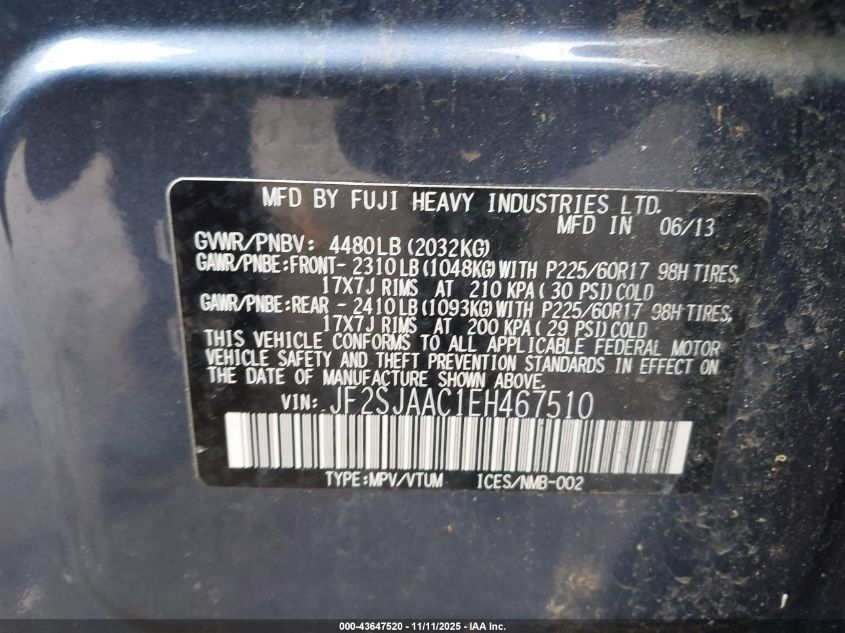 MFD BY FUJI HEAVY INDUSTRIES LTD.
MFD IN 06/13
GVWR/PNBV: 4480LB (2032KG)
GAWR/PNBE:FRONT- 2310LB (1048KG) WITH P225/60R17 98H TIRES,
17X7J RIMS AT 210 KPA ( 30 PSI) COLD
GAWR/PNBE:REAR - 2410LB (1093KG) WITH P225/60R17 98H TIRES,
17X7J RIMS AT 200 KPA ( 29 PSI) COLD
THIS VEHICLE CONFORMS TO ALL APPLICABLE FEDERAL MOTOR
VEHICLE SAFETY AND THEFT PREVENTION STANDARDS IN EFFECT ON
THE DATE OF MANUFACTURE SHOWN ABOVE.
VIN: JF2SJAAC1EH467510
TYPE:MPV/VTUM ICES/NMB-002
000-43647520 - 11/11/2025 - IAA Inc.